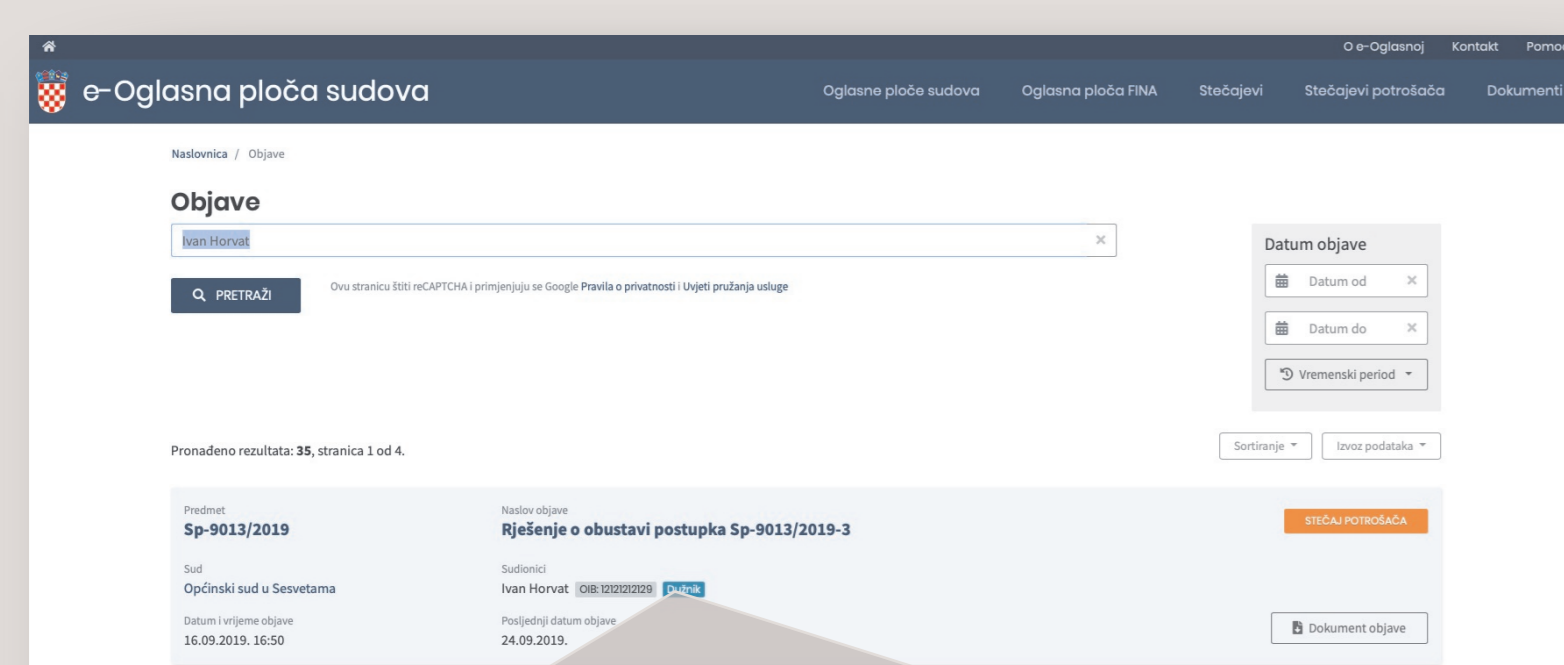 O e-Oglasnoj Kontakt
e-Oglasna ploča sudova
Oglasne ploče sudova Oglasna ploča FINA Stečajevi Stečajevi potrošača Dokumenti
Naslovnica / Objave
Objave
Ivan Horvat
PRETRAŽI
Ovu stranicu štiti reCAPTCHA i primjenjuju se Google Pravila o privatnosti i Uvjeti pružanja usluge
Datum objave
Datum od
Datum do
Vremenski period
Pronađeno rezultata: 35, stranica 1 od 4.
Sortiranje Izvoz podataka
Predmet Naslov objave
Sp-9013/2019 Rješenje o obustavi postupka Sp-9013/2019-3
STEČAJ POTROŠAČA
Sud Sudionici
Općinski sud u Sesvetama Ivan Horvat OIB: 12121212129 Dužnik
Datum i vrijeme objave Posljednji datum objave
16.09.2019. 16:50 24.09.2019.
Dokument objave